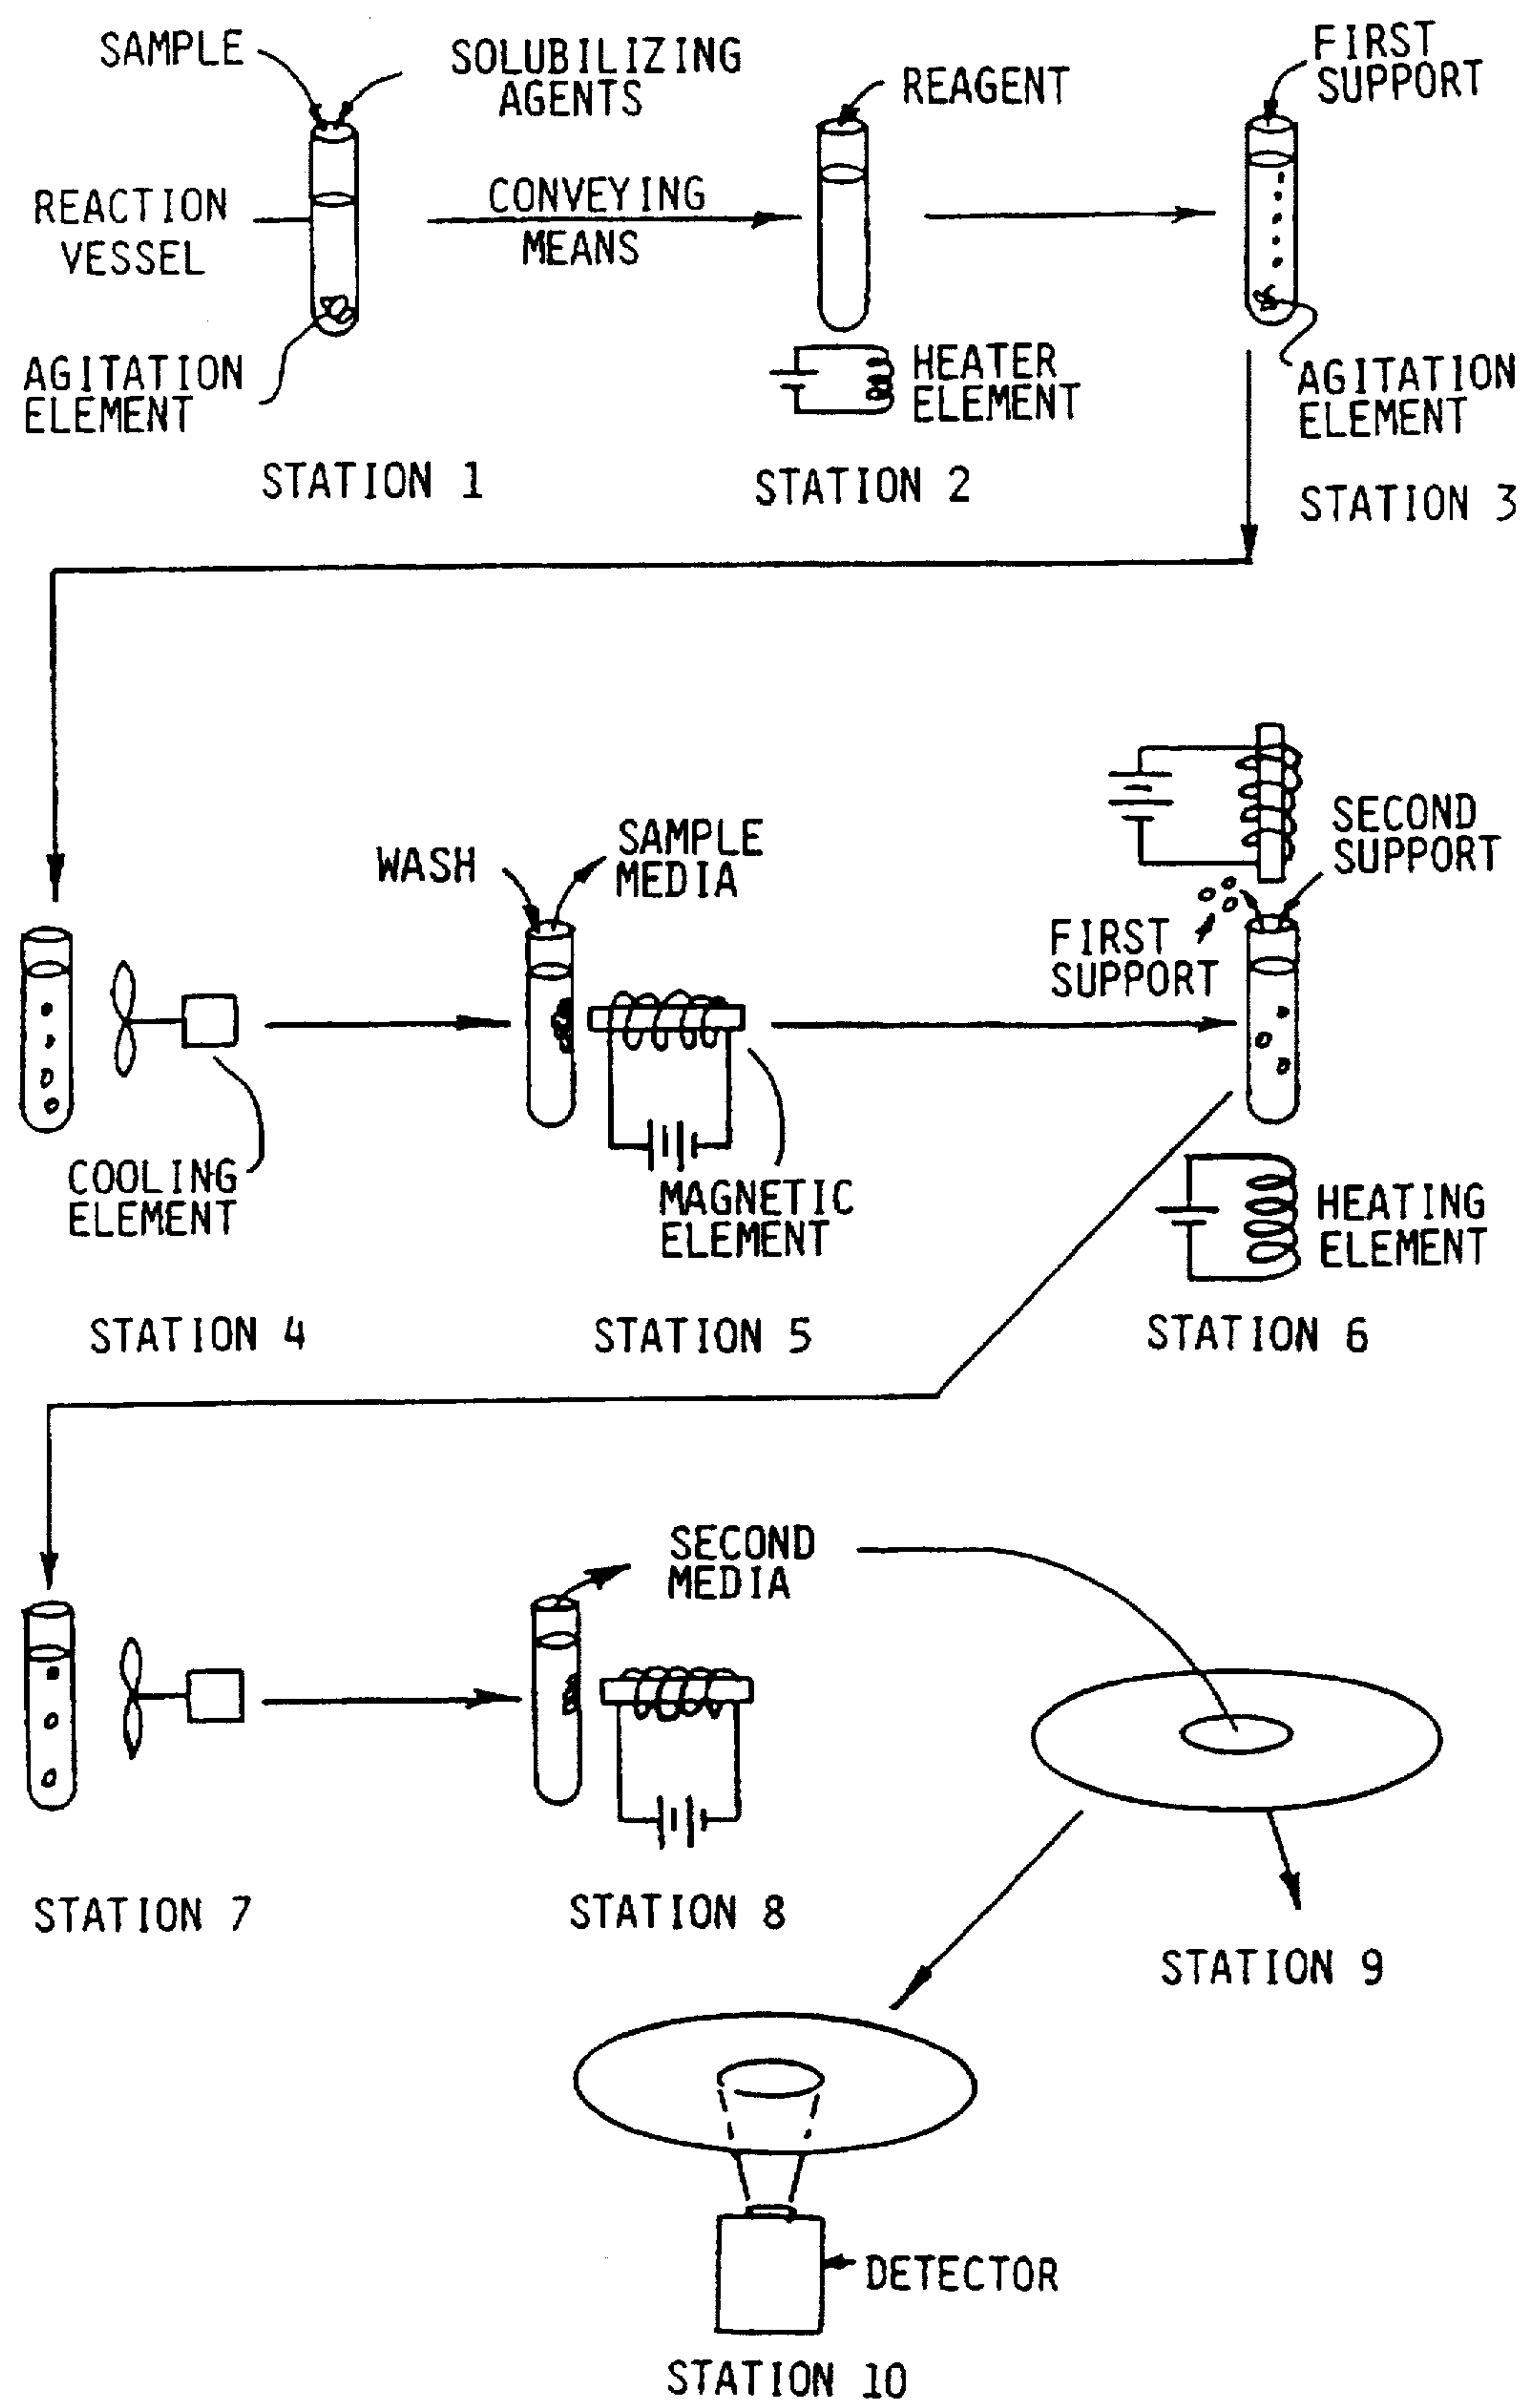 SAMPLE
SOLUBILIZING
AGENTS
REAGENT
FIRST
SUPPORT
REACTION
VESSEL
CONVEYING
MEANS
AGITATION
ELEMENT
HEATER
ELEMENT
AGITATION
ELEMENT
STATION 1
STATION 2
STATION 3
WASH
SAMPLE
MEDIA
SECOND
SUPPORT
FIRST
SUPPORT
COOLING
ELEMENT
MAGNETIC
ELEMENT
HEATING
ELEMENT
STATION 4
STATION 5
STATION 6
SECOND
MEDIA
STATION 7
STATION 8
STATION 9
DETECTOR
STATION 10